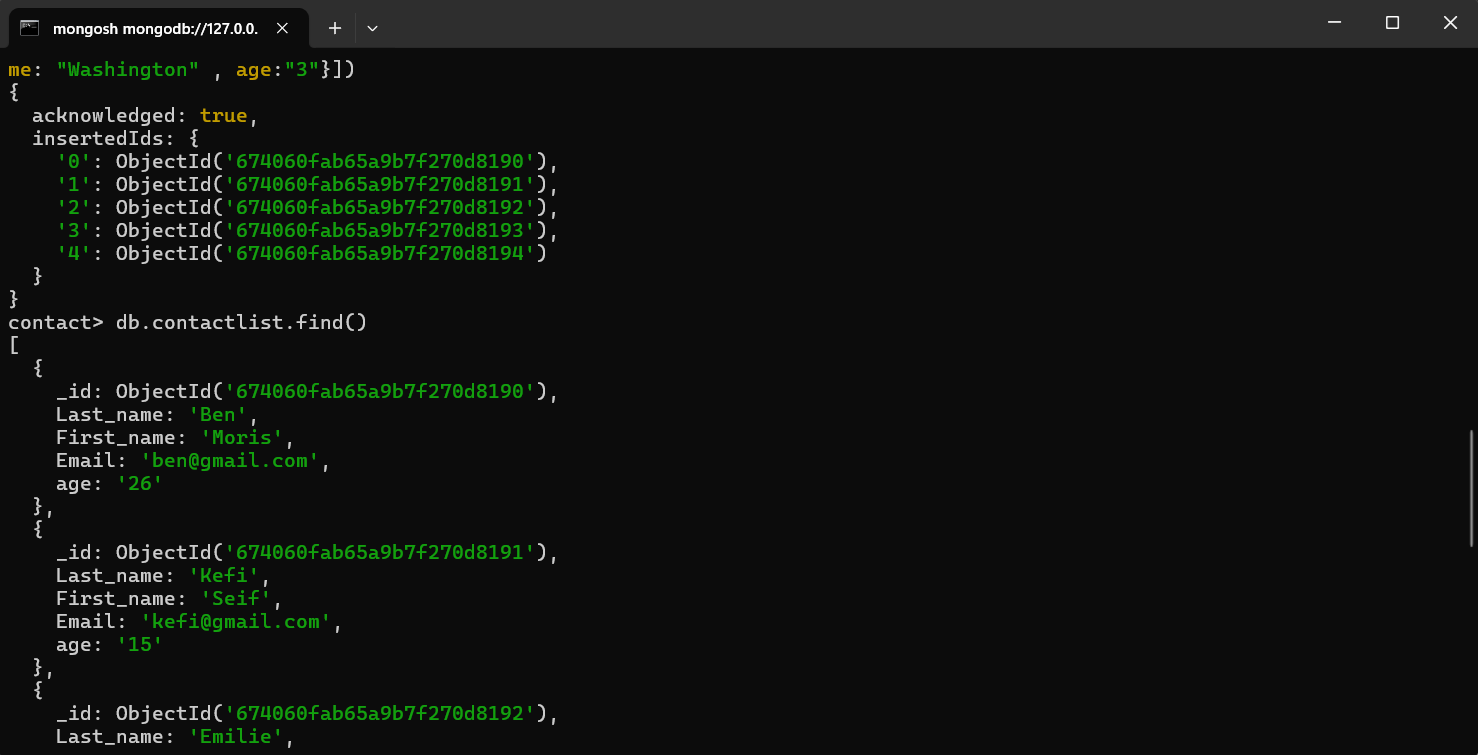 mongosh mongodb://127.0.0.
me: "Washington" , age:"3"}])
{
  acknowledged: true,
  insertedIds: {
    '0': ObjectId('674060fab65a9b7f270d8190'),
    '1': ObjectId('674060fab65a9b7f270d8191'),
    '2': ObjectId('674060fab65a9b7f270d8192'),
    '3': ObjectId('674060fab65a9b7f270d8193'),
    '4': ObjectId('674060fab65a9b7f270d8194')
  }
}
contact> db.contactlist.find()
[
  {
    _id: ObjectId('674060fab65a9b7f270d8190'),
    Last_name: 'Ben',
    First_name: 'Moris',
    Email: 'ben@gmail.com',
    age: '26'
  },
  {
    _id: ObjectId('674060fab65a9b7f270d8191'),
    Last_name: 'Kefi',
    First_name: 'Seif',
    Email: 'kefi@gmail.com',
    age: '15'
  },
  {
    _id: ObjectId('674060fab65a9b7f270d8192'),
    Last_name: 'Emilie',